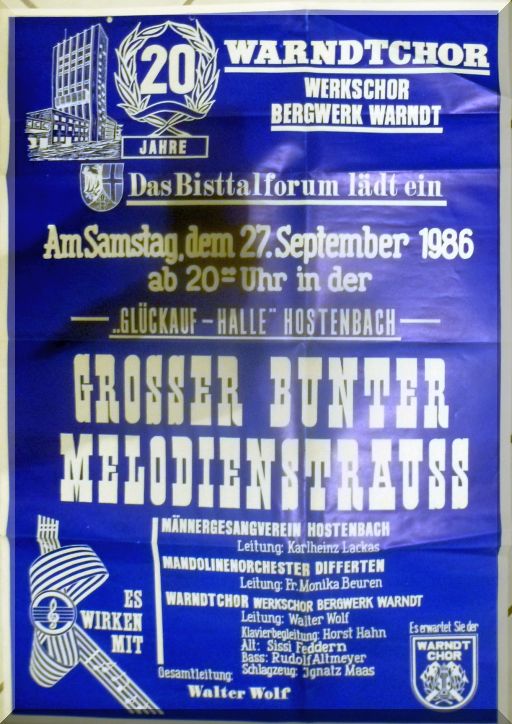 20
JAHRE
WARNDTCHOR
WERKSCHOR
BERGWERK WARNDT
Das Bisttalforum lädt ein
Am Samstag, dem 27. September 1986
ab 20⁰⁰ Uhr in der
— „GLÜCKAUF – HALLE" HOSTENBACH —
GROSSER BUNTER
MELODIENSTRAUSS
ES
WIRKEN
MIT
MÄNNERGESANGVEREIN HOSTENBACH
Leitung: Karlheinz Lackas
MANDOLINENORCHESTER DIFFERTEN
Leitung: Fr. Monika Beuren
WARNDTCHOR WERKSCHOR BERGWERK WARNDT
Leitung: Walter Wolf
Klavierbegleitung: Horst Hahn
Alt: Sissi Feddern
Bass: Rudolf Altmeyer
Schlagzeug: Jgnatz Maas
Gesamtleitung:
Walter Wolf
Es erwartet Sie der
WARNDT
CHOR